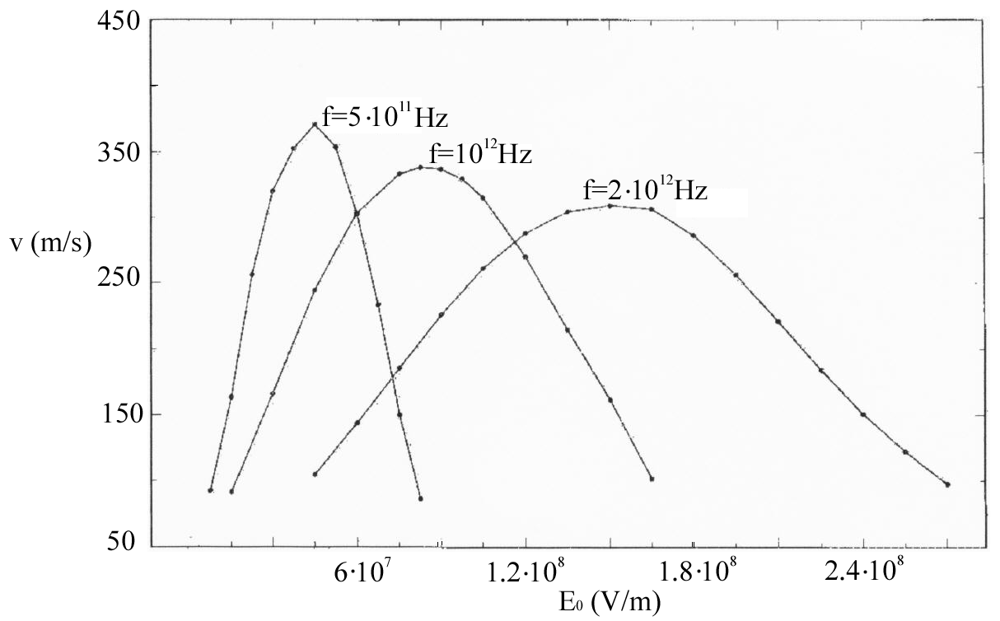 450
f=5·10¹¹Hz
350
f=10¹²Hz
f=2·10¹²Hz
v (m/s)
250
150
50
6·10⁷
1.2·10⁸
1.8·10⁸
2.4·10⁸
E₀ (V/m)